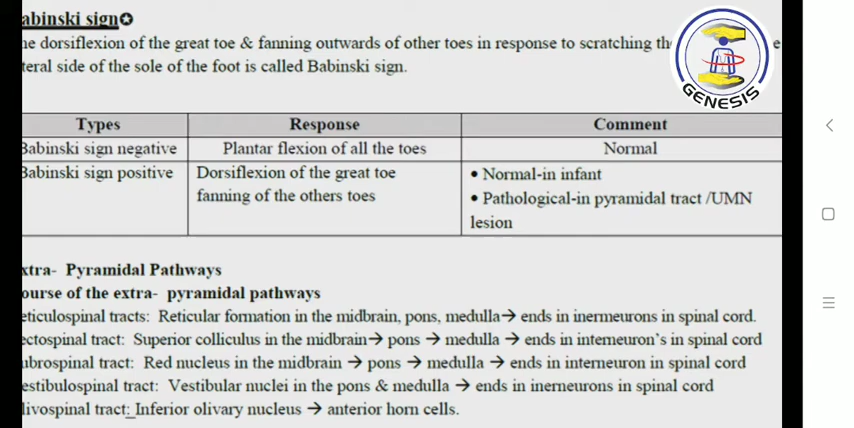 abinski sign✪
ne dorsiflexion of the great toe & fanning outwards of other toes in response to scratching th e
teral side of the sole of the foot is called Babinski sign.
GENESIS
Types Response Comment
Babinski sign negative Plantar flexion of all the toes Normal
Babinski sign positive Dorsiflexion of the great toe • Normal-in infant
fanning of the others toes • Pathological-in pyramidal tract /UMN
lesion
xtra- Pyramidal Pathways
ourse of the extra- pyramidal pathways
eticulospinal tracts: Reticular formation in the midbrain, pons, medulla→ ends in inermeurons in spinal cord.
ectospinal tract: Superior colliculus in the midbrain→ pons → medulla → ends in interneuron's in spinal cord
ubrospinal tract: Red nucleus in the midbrain → pons → medulla → ends in interneuron in spinal cord
estibulospinal tract: Vestibular nuclei in the pons & medulla → ends in inerneurons in spinal cord
livospinal tract: Inferior olivary nucleus → anterior horn cells.